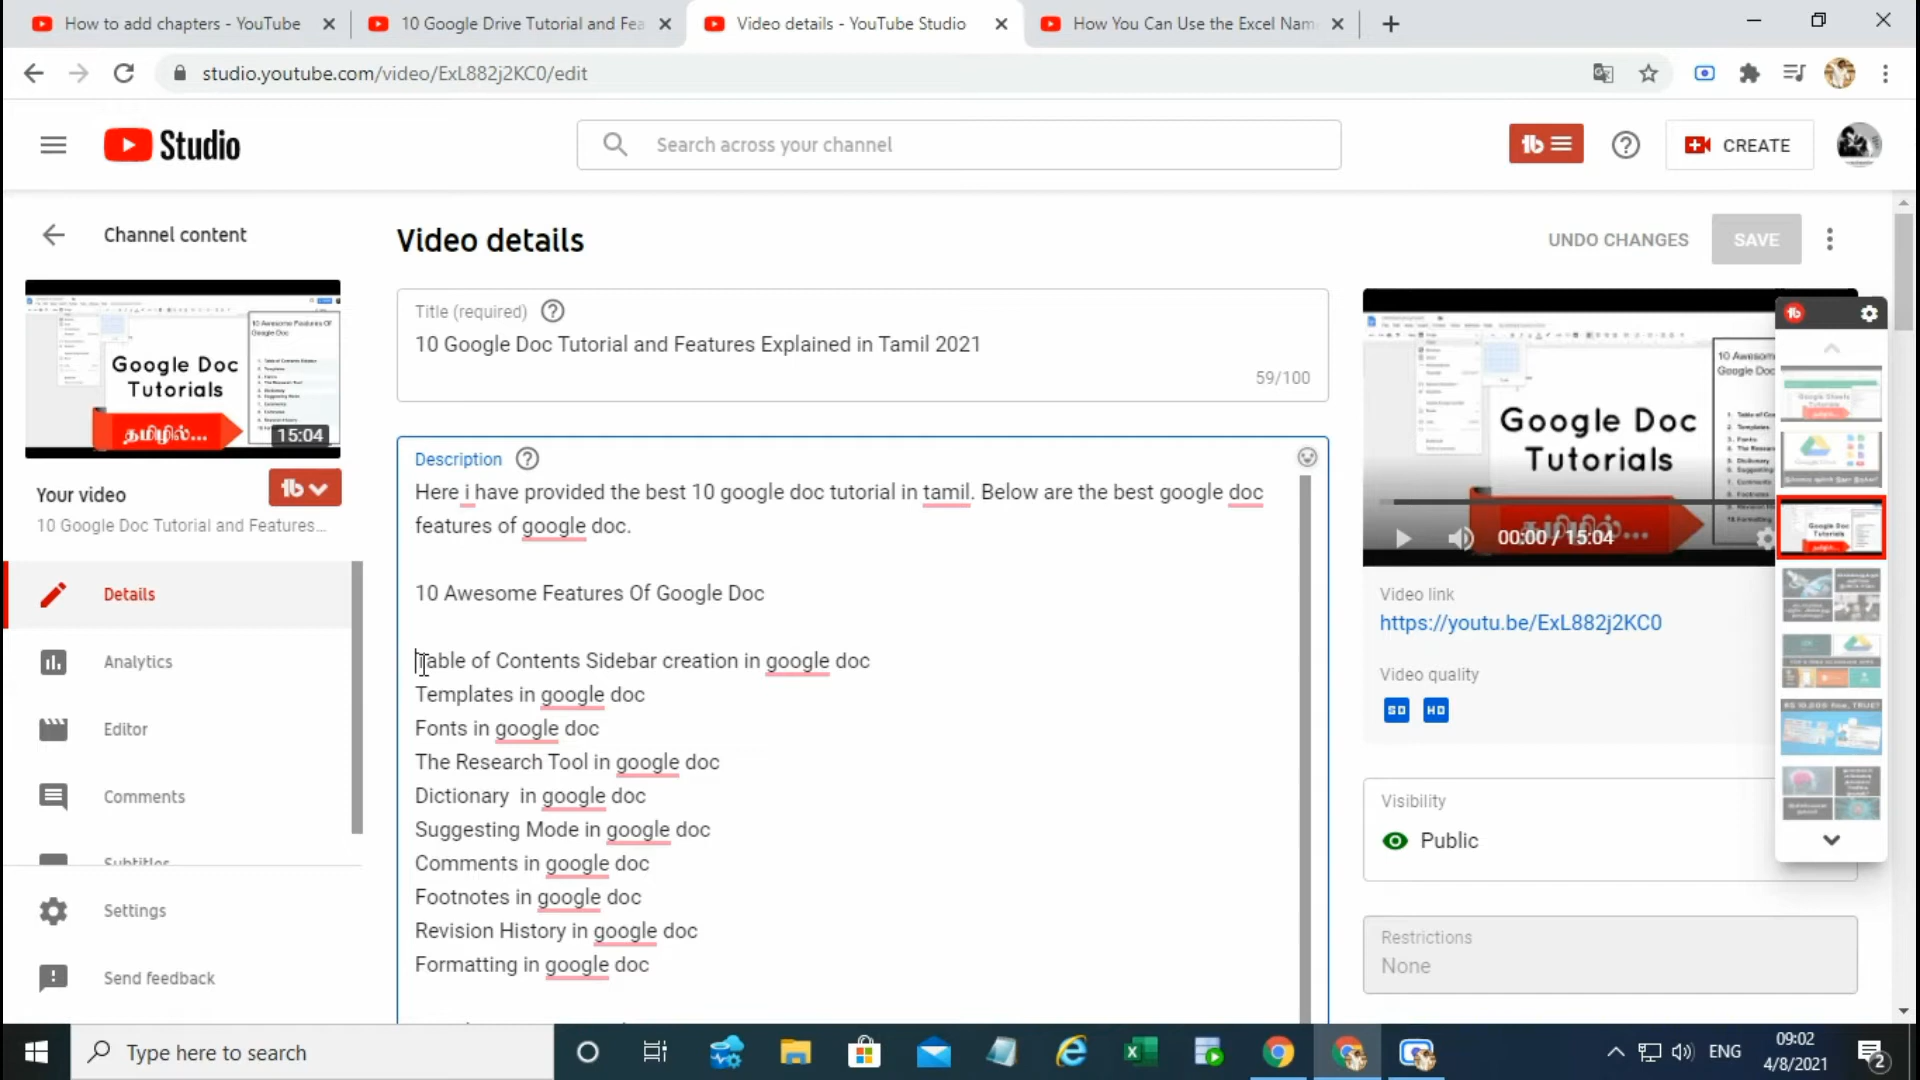 How to add chapters - YouTube
10 Google Drive Tutorial and Fea
Video details - YouTube Studio
How You Can Use the Excel Nam
studio.youtube.com/video/ExL882j2KC0/edit
Studio
Search across your channel
CREATE
Channel content
Video details
UNDO CHANGES
SAVE
Title (required)
10 Google Doc Tutorial and Features Explained in Tamil 2021
59/100
Google Doc
Tutorials
தமிழில்...
15:04
Your video
10 Google Doc Tutorial and Features...
Description
Here i have provided the best 10 google doc tutorial in tamil. Below are the best google doc
features of google doc.
10 Awesome Features Of Google Doc
Table of Contents Sidebar creation in google doc
Templates in google doc
Fonts in google doc
The Research Tool in google doc
Dictionary  in google doc
Suggesting Mode in google doc
Comments in google doc
Footnotes in google doc
Revision History in google doc
Formatting in google doc
Details
Analytics
Editor
Comments
Subtitles
Settings
Send feedback
10 Awesom
Google Doc
Google Doc
Tutorials
தமிழில்...
00:00 / 15:04
Video link
https://youtu.be/ExL882j2KC0
Video quality
SD HD
Visibility
Public
Restrictions
None
Type here to search
ENG
09:02
4/8/2021
2